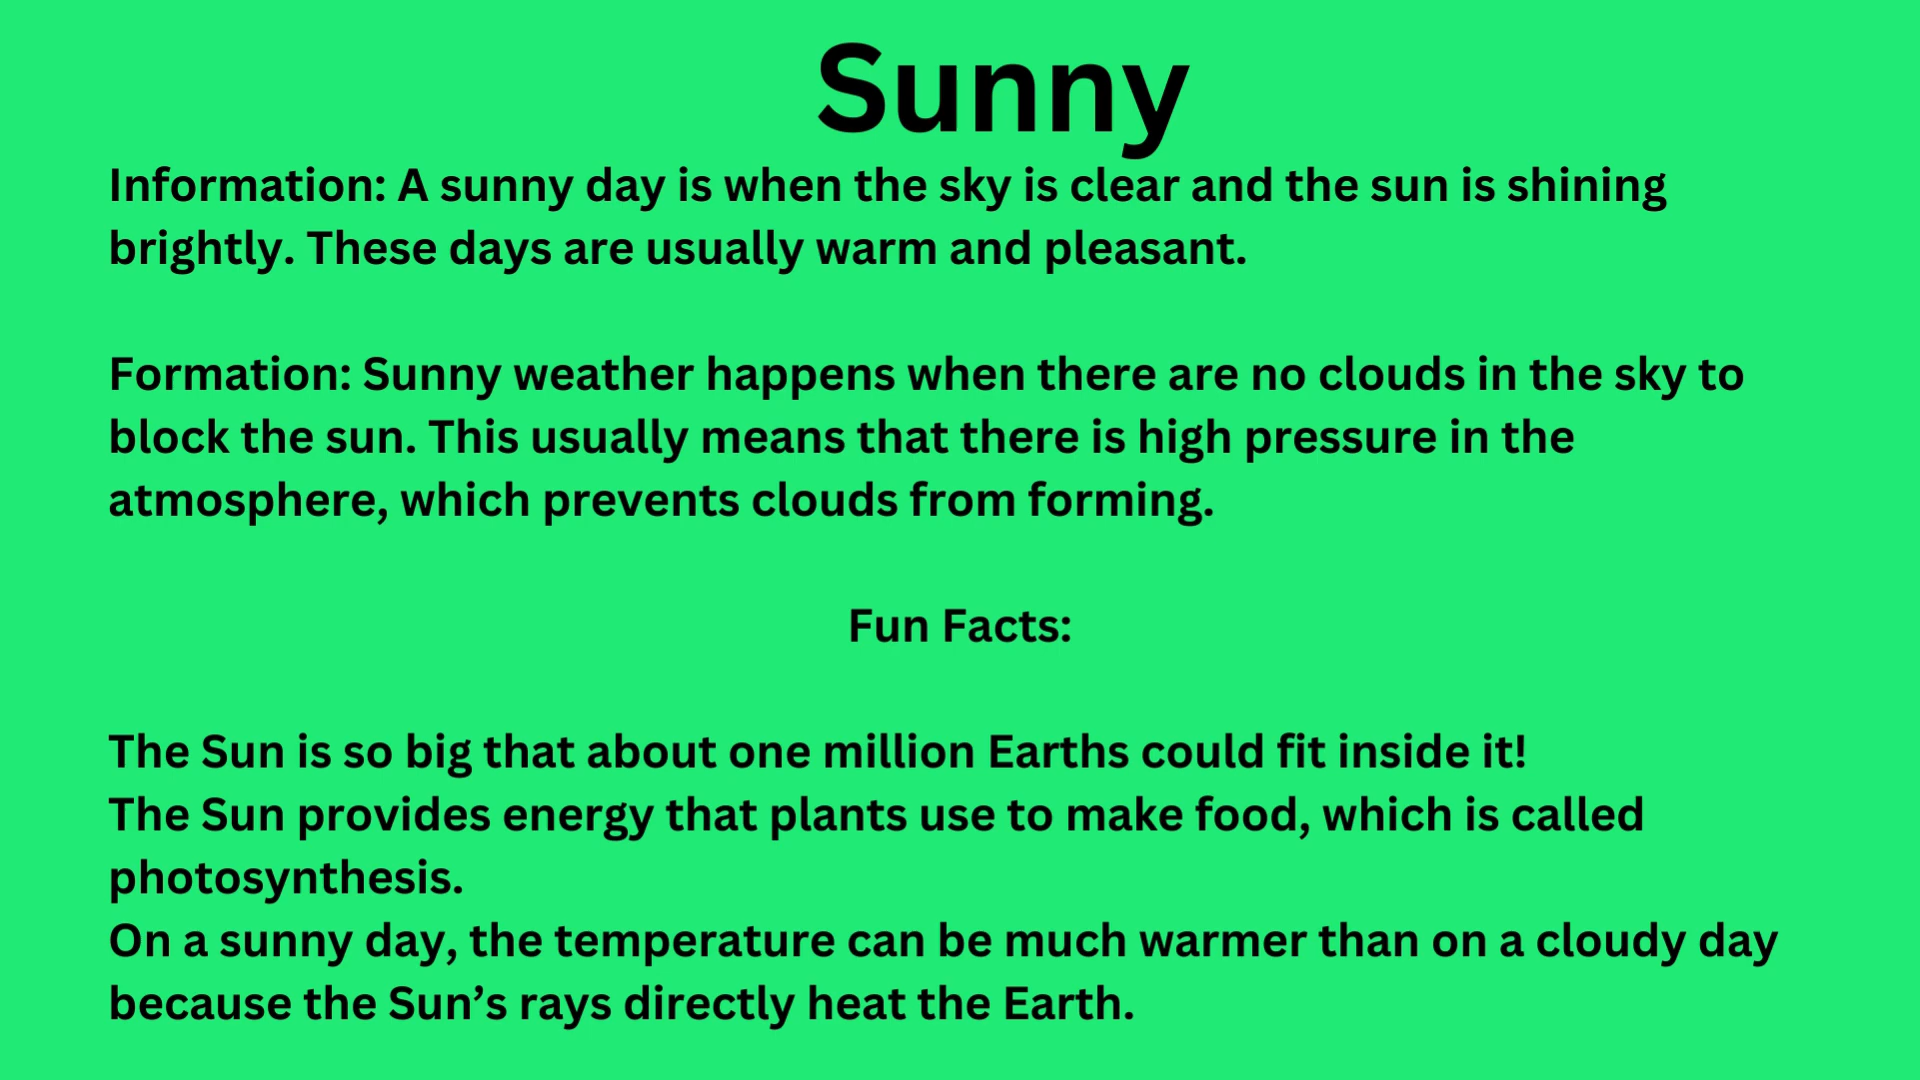 Sunny
Information: A sunny day is when the sky is clear and the sun is shining
brightly. These days are usually warm and pleasant.
Formation: Sunny weather happens when there are no clouds in the sky to
block the sun. This usually means that there is high pressure in the
atmosphere, which prevents clouds from forming.
Fun Facts:
The Sun is so big that about one million Earths could fit inside it!
The Sun provides energy that plants use to make food, which is called
photosynthesis.
On a sunny day, the temperature can be much warmer than on a cloudy day
because the Sun’s rays directly heat the Earth.